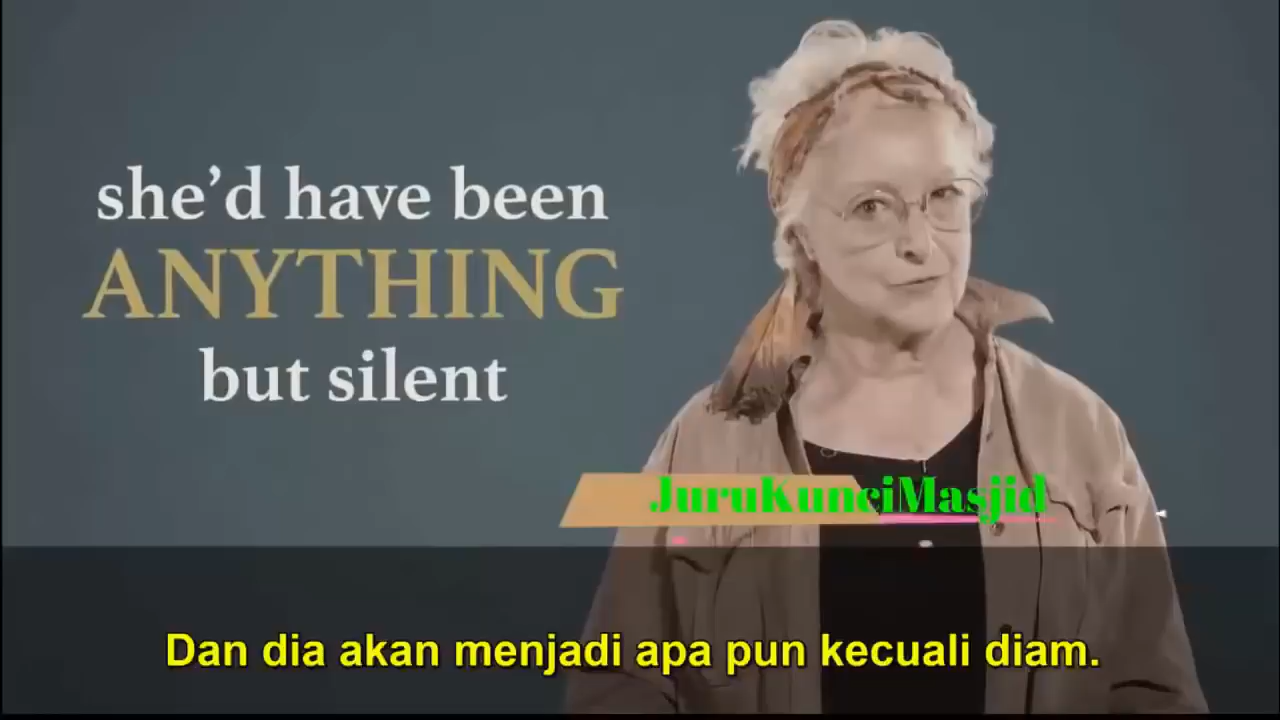 she’d have been
ANYTHING
but silent
JuruKunciMasjid
Dan dia akan menjadi apa pun kecuali diam.